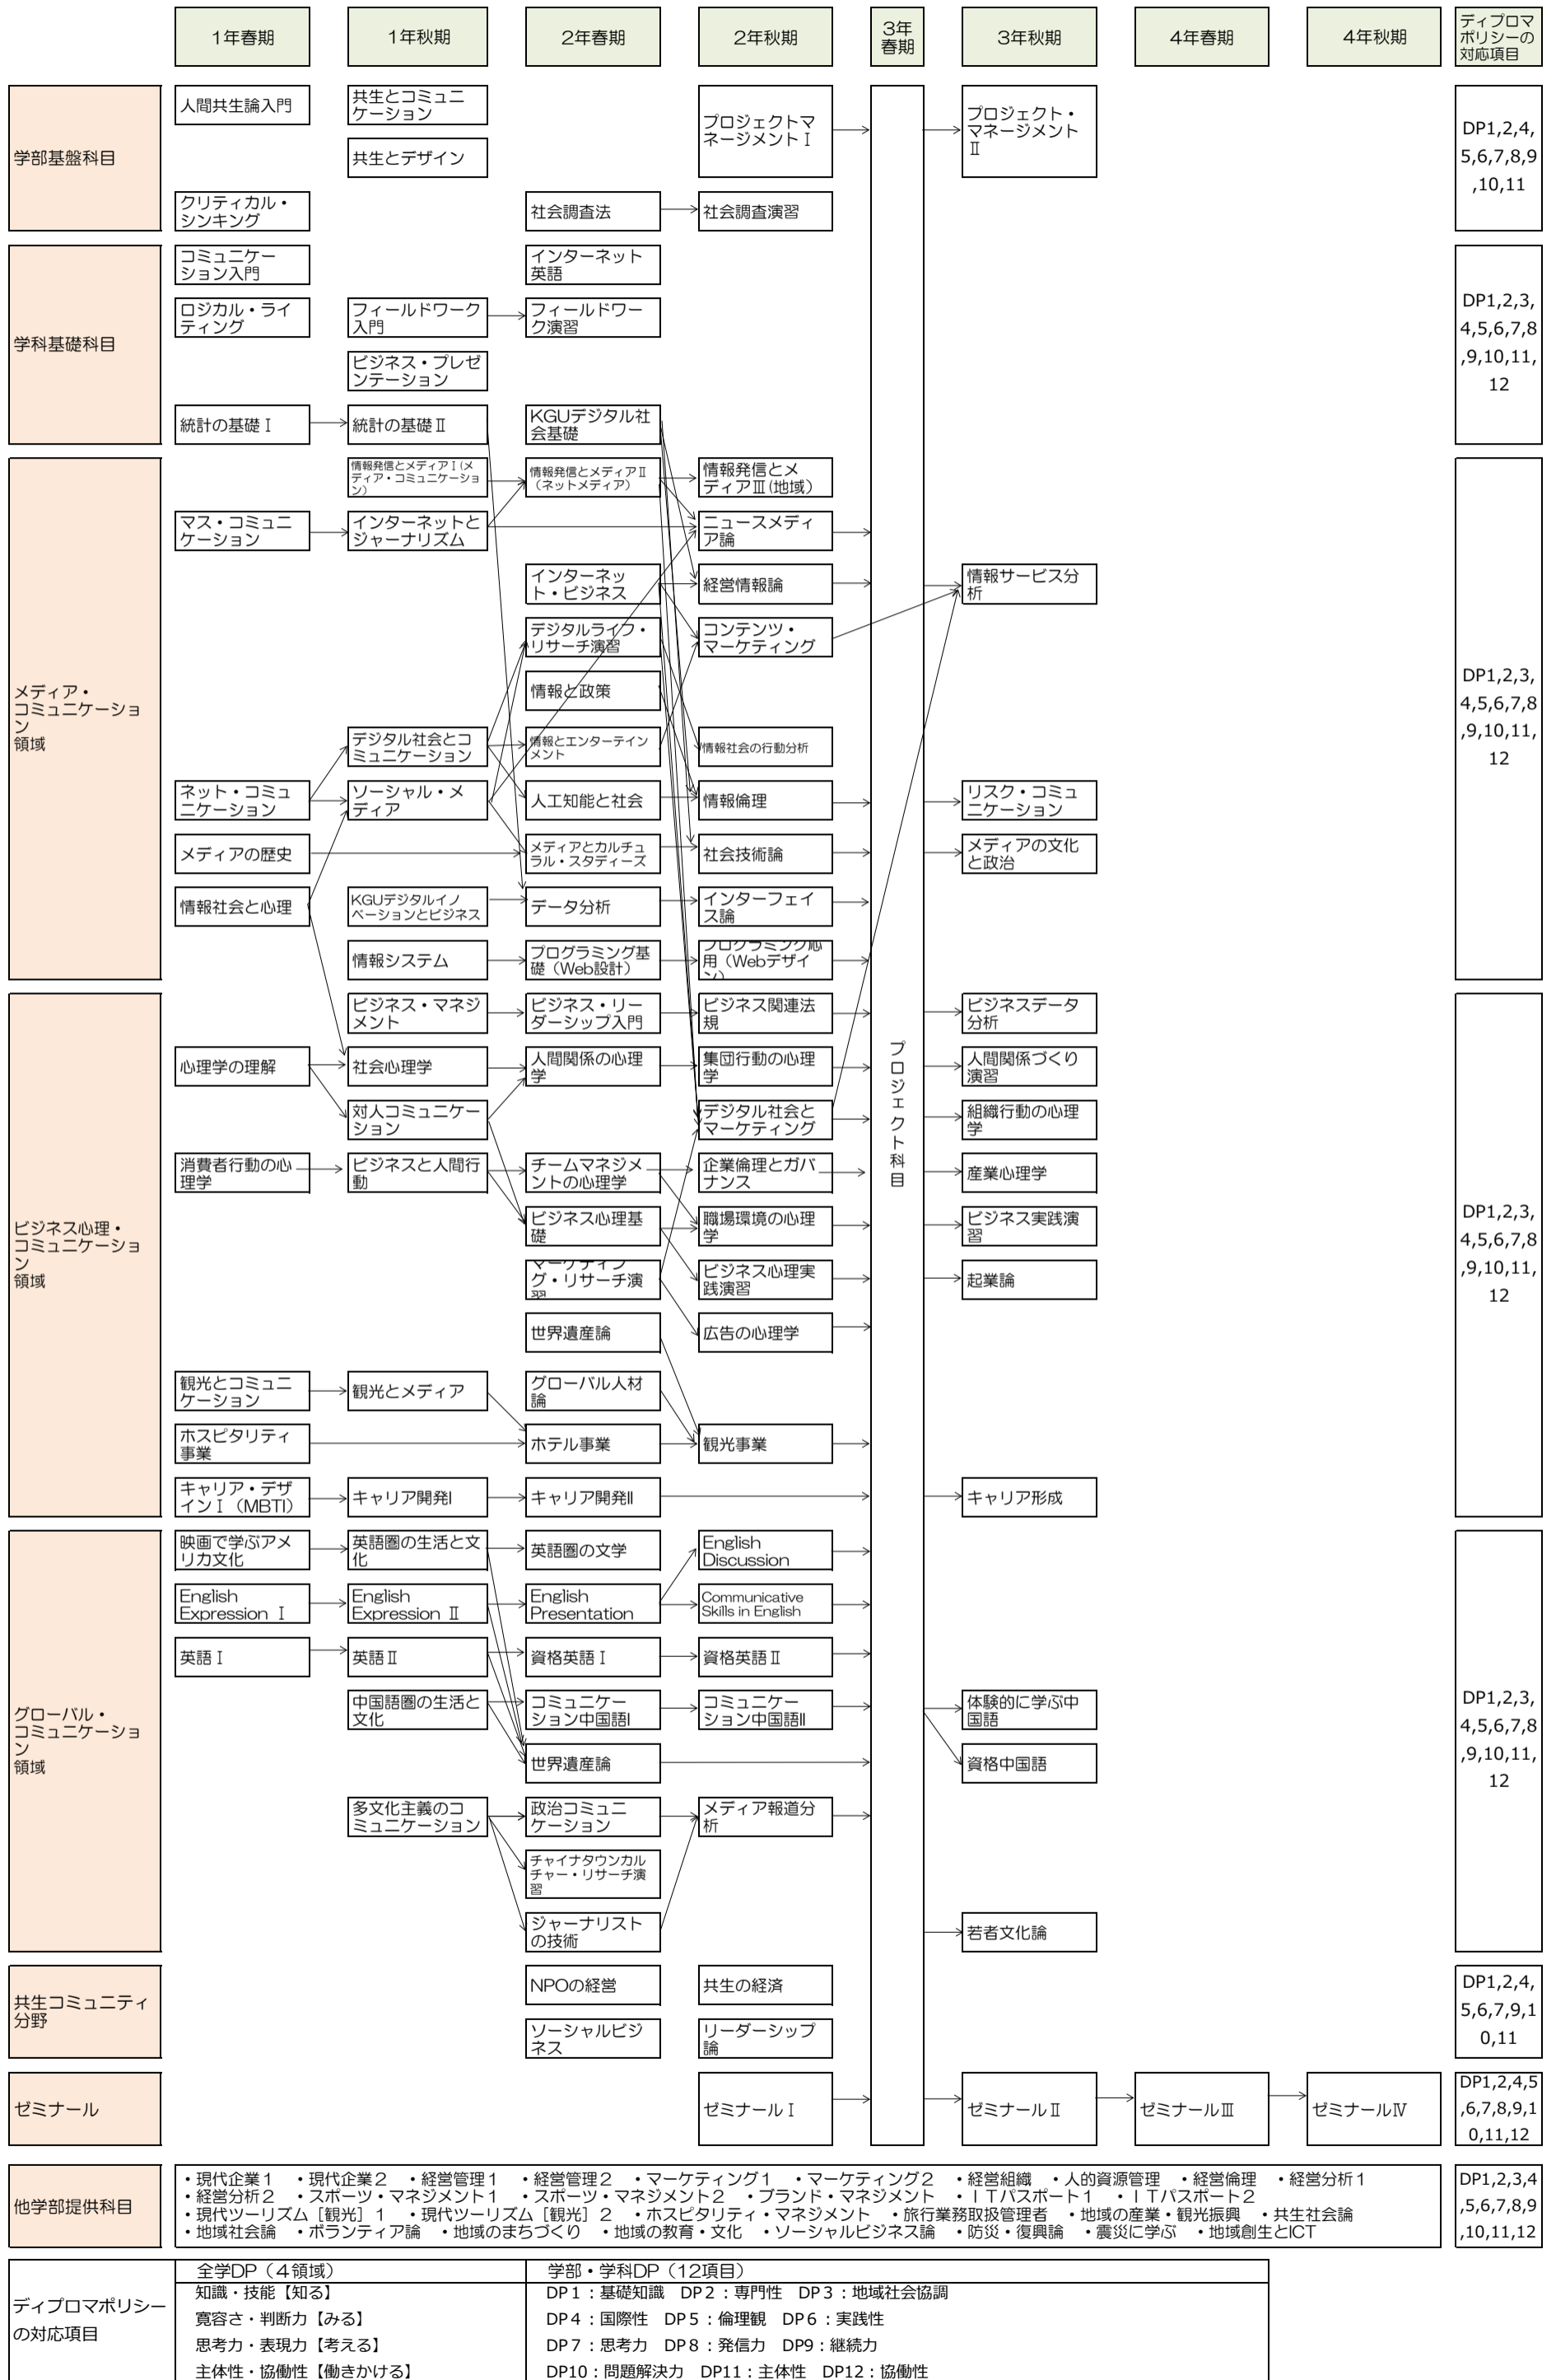 1年春期
1年秋期
2年春期
2年秋期
3年
春期
3年秋期
4年春期
4年秋期
ディプロマ
ポリシーの
対応項目
学部基盤科目
人間共生論入門
共生とコミュニ
ケーション
プロジェクトマ
ネージメントⅠ
プロジェクト・
マネージメント
Ⅱ
DP1,2,4,
5,6,7,8,9
,10,11
共生とデザイン
クリティカル・
シンキング
社会調査法
社会調査演習
学科基礎科目
コミュニケー
ション入門
インターネット
英語
DP1,2,3,
4,5,6,7,8
,9,10,11,
12
ロジカル・ライ
ティング
フィールドワーク
入門
フィールドワー
ク演習
ビジネス・プレゼ
ンテーション
統計の基礎Ⅰ
統計の基礎Ⅱ
KGUデジタル社
会基礎
メディア・
コミュニケーショ
ン
領域
情報発信とメディアⅠ(メ
ディア・コミュニケーショ
ン)
情報発信とメディアⅡ
（ネットメディア）
情報発信とメ
ディアⅢ(地域）
DP1,2,3,
4,5,6,7,8
,9,10,11,
12
マス・コミュニ
ケーション
インターネットと
ジャーナリズム
ニュースメディ
ア論
インターネッ
ト・ビジネス
経営情報論
情報サービス分
析
デジタルライフ・
リサーチ演習
コンテンツ・
マーケティング
情報と政策
デジタル社会とコ
ミュニケーション
情報とエンターテイン
メント
情報社会の行動分析
ネット・コミュ
ニケーション
ソーシャル・メ
ディア
人工知能と社会
情報倫理
リスク・コミュ
ニケーション
メディアの歴史
メディアとカルチュ
ラル・スタディーズ
社会技術論
メディアの文化
と政治
情報社会と心理
KGUデジタルイノ
ベーションとビジネス
データ分析
インターフェイ
ス論
情報システム
プログラミング基
礎（Web設計）
プログラミング応
用（Webデザイ
ン）
プロジェクト科目
ビジネス心理・
コミュニケーショ
ン
領域
ビジネス・マネジ
メント
ビジネス・リー
ダーシップ入門
ビジネス関連法
規
ビジネスデータ
分析
DP1,2,3,
4,5,6,7,8
,9,10,11,
12
心理学の理解
社会心理学
人間関係の心理
学
集団行動の心理
学
人間関係づくり
演習
対人コミュニケー
ション
デジタル社会と
マーケティング
組織行動の心理
学
消費者行動の心
理学
ビジネスと人間行
動
チームマネジメ
ントの心理学
企業倫理とガバ
ナンス
産業心理学
ビジネス心理基
礎
職場環境の心理
学
ビジネス実践演
習
マーケティン
グ・リサーチ演
習
ビジネス心理実
践演習
起業論
世界遺産論
広告の心理学
観光とコミュニ
ケーション
観光とメディア
グローバル人材
論
ホスピタリティ
事業
ホテル事業
観光事業
キャリア・デザ
インⅠ（MBTI）
キャリア開発Ⅰ
キャリア開発Ⅱ
キャリア形成
グローバル・
コミュニケーショ
ン
領域
映画で学ぶアメ
リカ文化
英語圏の生活と文
化
英語圏の文学
English
Discussion
DP1,2,3,
4,5,6,7,8
,9,10,11,
12
English
Expression Ⅰ
English
Expression Ⅱ
English
Presentation
Communicative
Skills in English
英語Ⅰ
英語Ⅱ
資格英語Ⅰ
資格英語Ⅱ
中国語圏の生活と
文化
コミュニケー
ション中国語Ⅰ
コミュニケー
ション中国語Ⅱ
体験的に学ぶ中
国語
世界遺産論
資格中国語
多文化主義のコ
ミュニケーション
政治コミュニ
ケーション
メディア報道分
析
チャイナタウンカル
チャー・リサーチ演
習
ジャーナリスト
の技術
若者文化論
共生コミュニティ
分野
NPOの経営
共生の経済
DP1,2,4,
5,6,7,9,1
0,11
ソーシャルビジ
ネス
リーダーシップ
論
ゼミナール
ゼミナールⅠ
ゼミナールⅡ
ゼミナールⅢ
ゼミナールⅣ
DP1,2,4,5
,6,7,8,9,1
0,11,12
他学部提供科目
・現代企業１　・現代企業２　・経営管理１　・経営管理２　・マーケティング１　・マーケティング２　・経営組織　・人的資源管理　・経営倫理　・経営分析１
・経営分析２　・スポーツ・マネジメント１　・スポーツ・マネジメント２　・ブランド・マネジメント　・ＩＴパスポート１　・ＩＴパスポート２
・現代ツーリズム［観光］１　・現代ツーリズム［観光］２　・ホスピタリティ・マネジメント　・旅行業務取扱管理者　・地域の産業・観光振興　・共生社会論
・地域社会論　・ボランティア論　・地域のまちづくり　・地域の教育・文化　・ソーシャルビジネス論　・防災・復興論　・震災に学ぶ　・地域創生とICT
DP1,2,3,4
,5,6,7,8,9
,10,11,12
ディプロマポリシー
の対応項目
全学DP（４領域）
学部・学科DP（12項目）
知識・技能【知る】
DP１：基礎知識　DP２：専門性　DP３：地域社会協調
寛容さ・判断力【みる】
DP４：国際性　DP５：倫理観　DP６：実践性
思考力・表現力【考える】
DP７：思考力　DP８：発信力　DP9：継続力
主体性・協働性【働きかける】
DP10：問題解決力　DP11：主体性　DP12：協働性